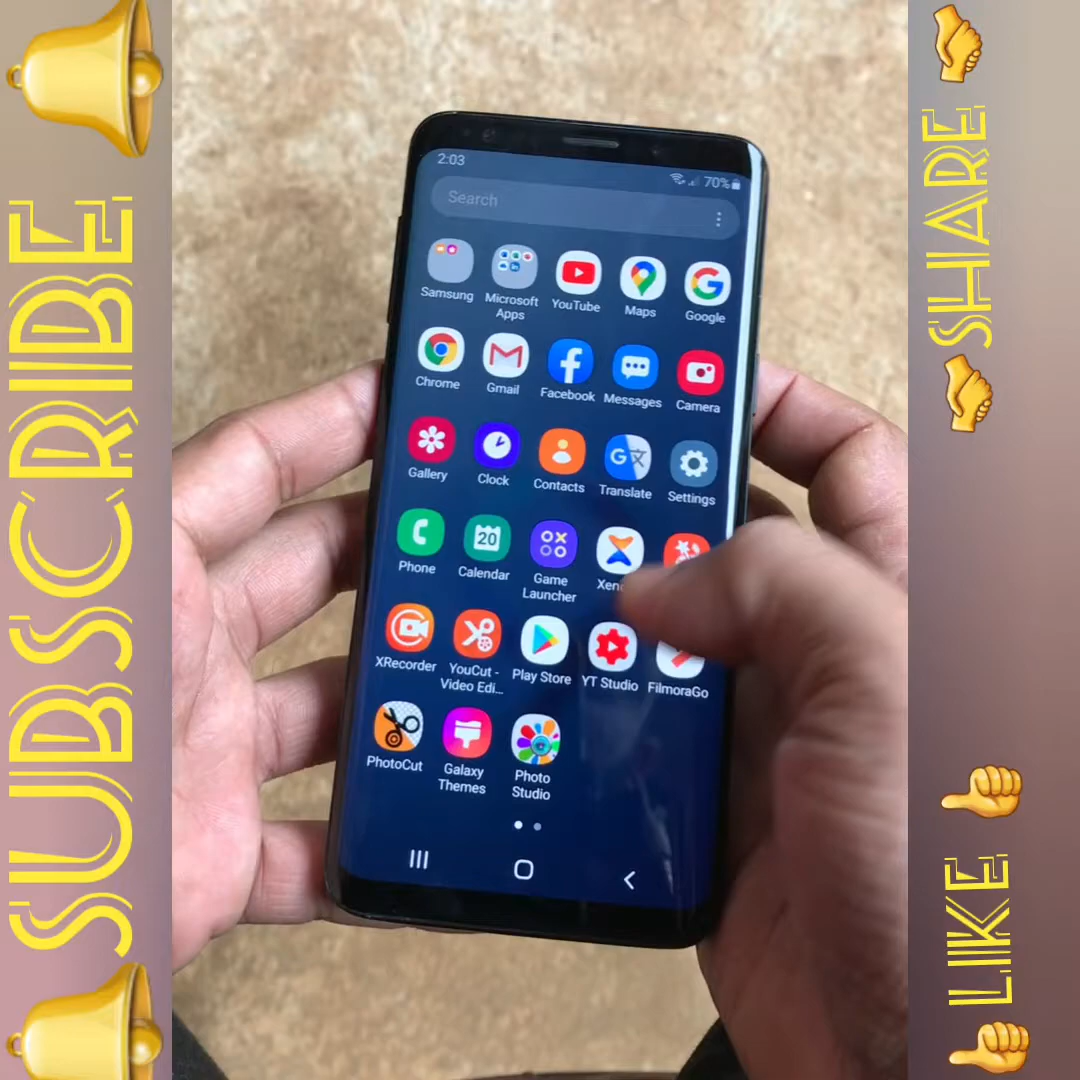 SUBSCRIBE
2:03
70%
Search
Samsung
Microsoft Apps
YouTube
Maps
Google
Chrome
Gmail
Facebook
Messages
Camera
Gallery
Clock
Contacts
Translate
Settings
Phone
20
Calendar
Game Launcher
XRecorder
YouCut - Video Edi...
Play Store
YT Studio
FilmoraGo
PhotoCut
Galaxy Themes
Photo Studio
SHARE
LIKE